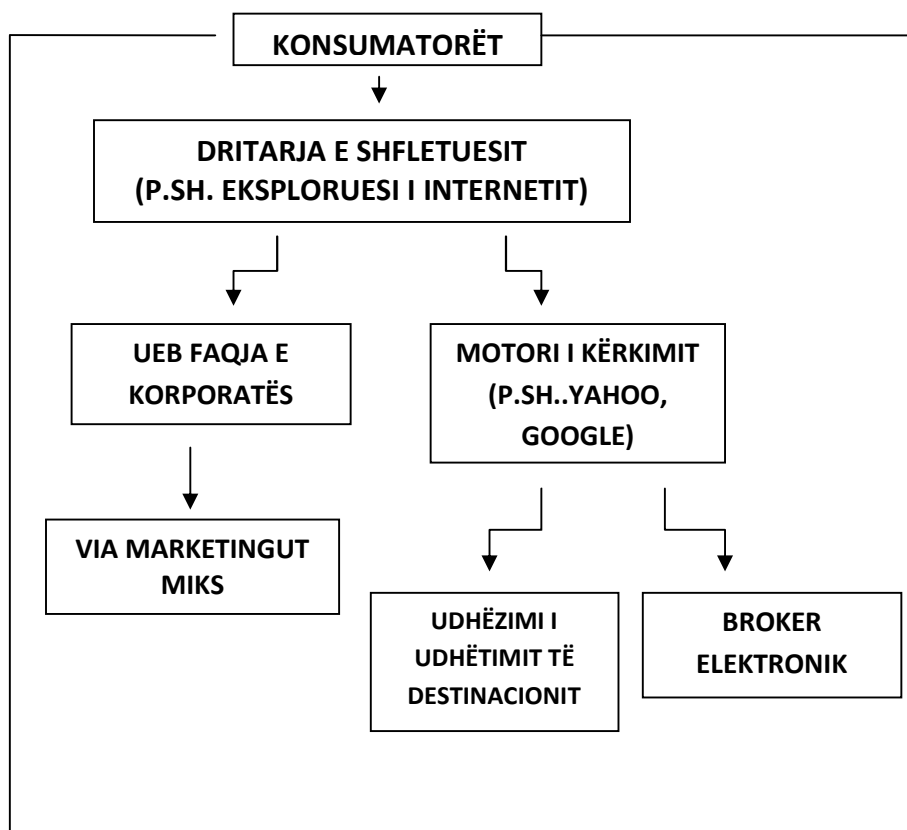 KONSUMATORËT
DRITARJA E SHFLETUESIT
(P.SH. EKSPLORUESI I INTERNETIT)
UEB FAQJA E
KORPORATËS
MOTORI I KËRKIMIT
(P.SH..YAHOO,
GOOGLE)
VIA MARKETINGUT
MIKS
UDHËZIMI I
UDHËTIMIT TË
DESTINACIONIT
BROKER
ELEKTRONIK